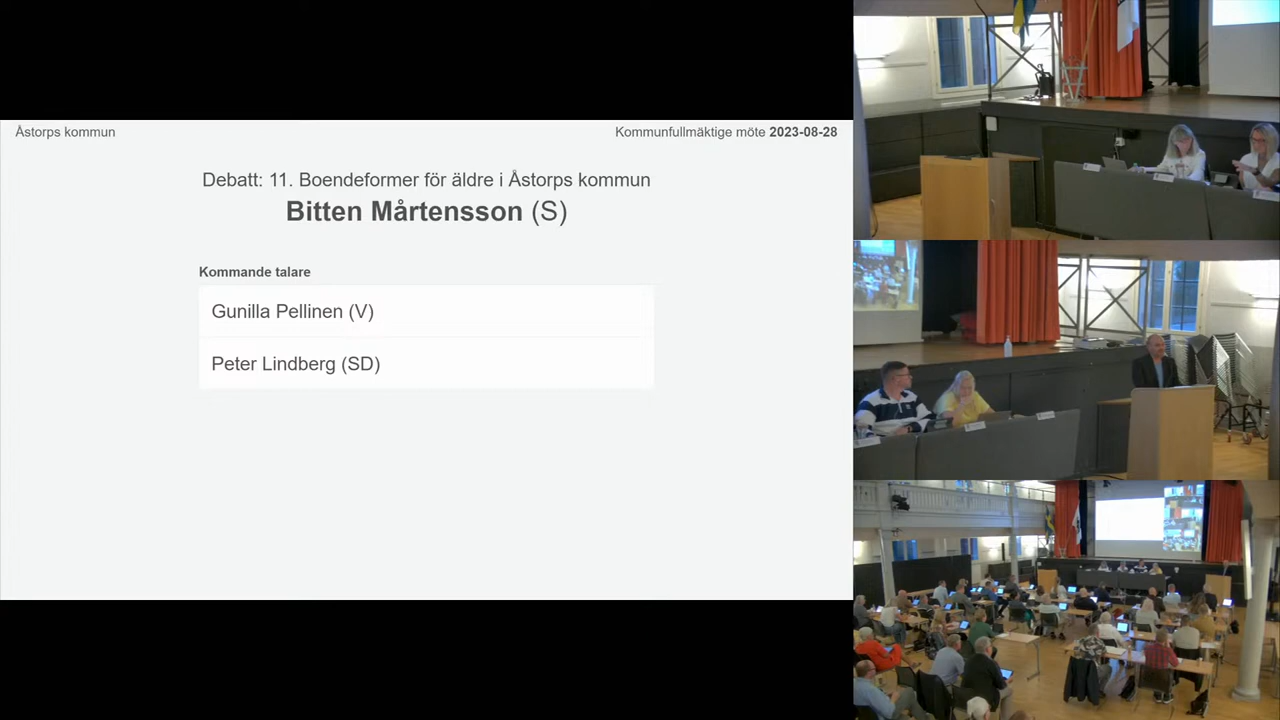 Åstorps kommun
Kommunfullmäktige möte 2023-08-28
Debatt: 11. Boendeformer för äldre i Åstorps kommun
Bitten Mårtensson (S)
Kommande talare
Gunilla Pellinen (V)
Peter Lindberg (SD)